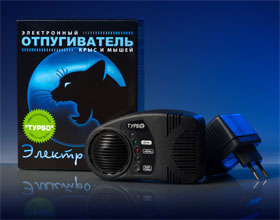 ЭЛЕКТРОННЫЙ
ОТПУГИВАТЕЛЬ
КРЫС И МЫШЕЙ
"ТУРБО"
Электр
ТУРБО